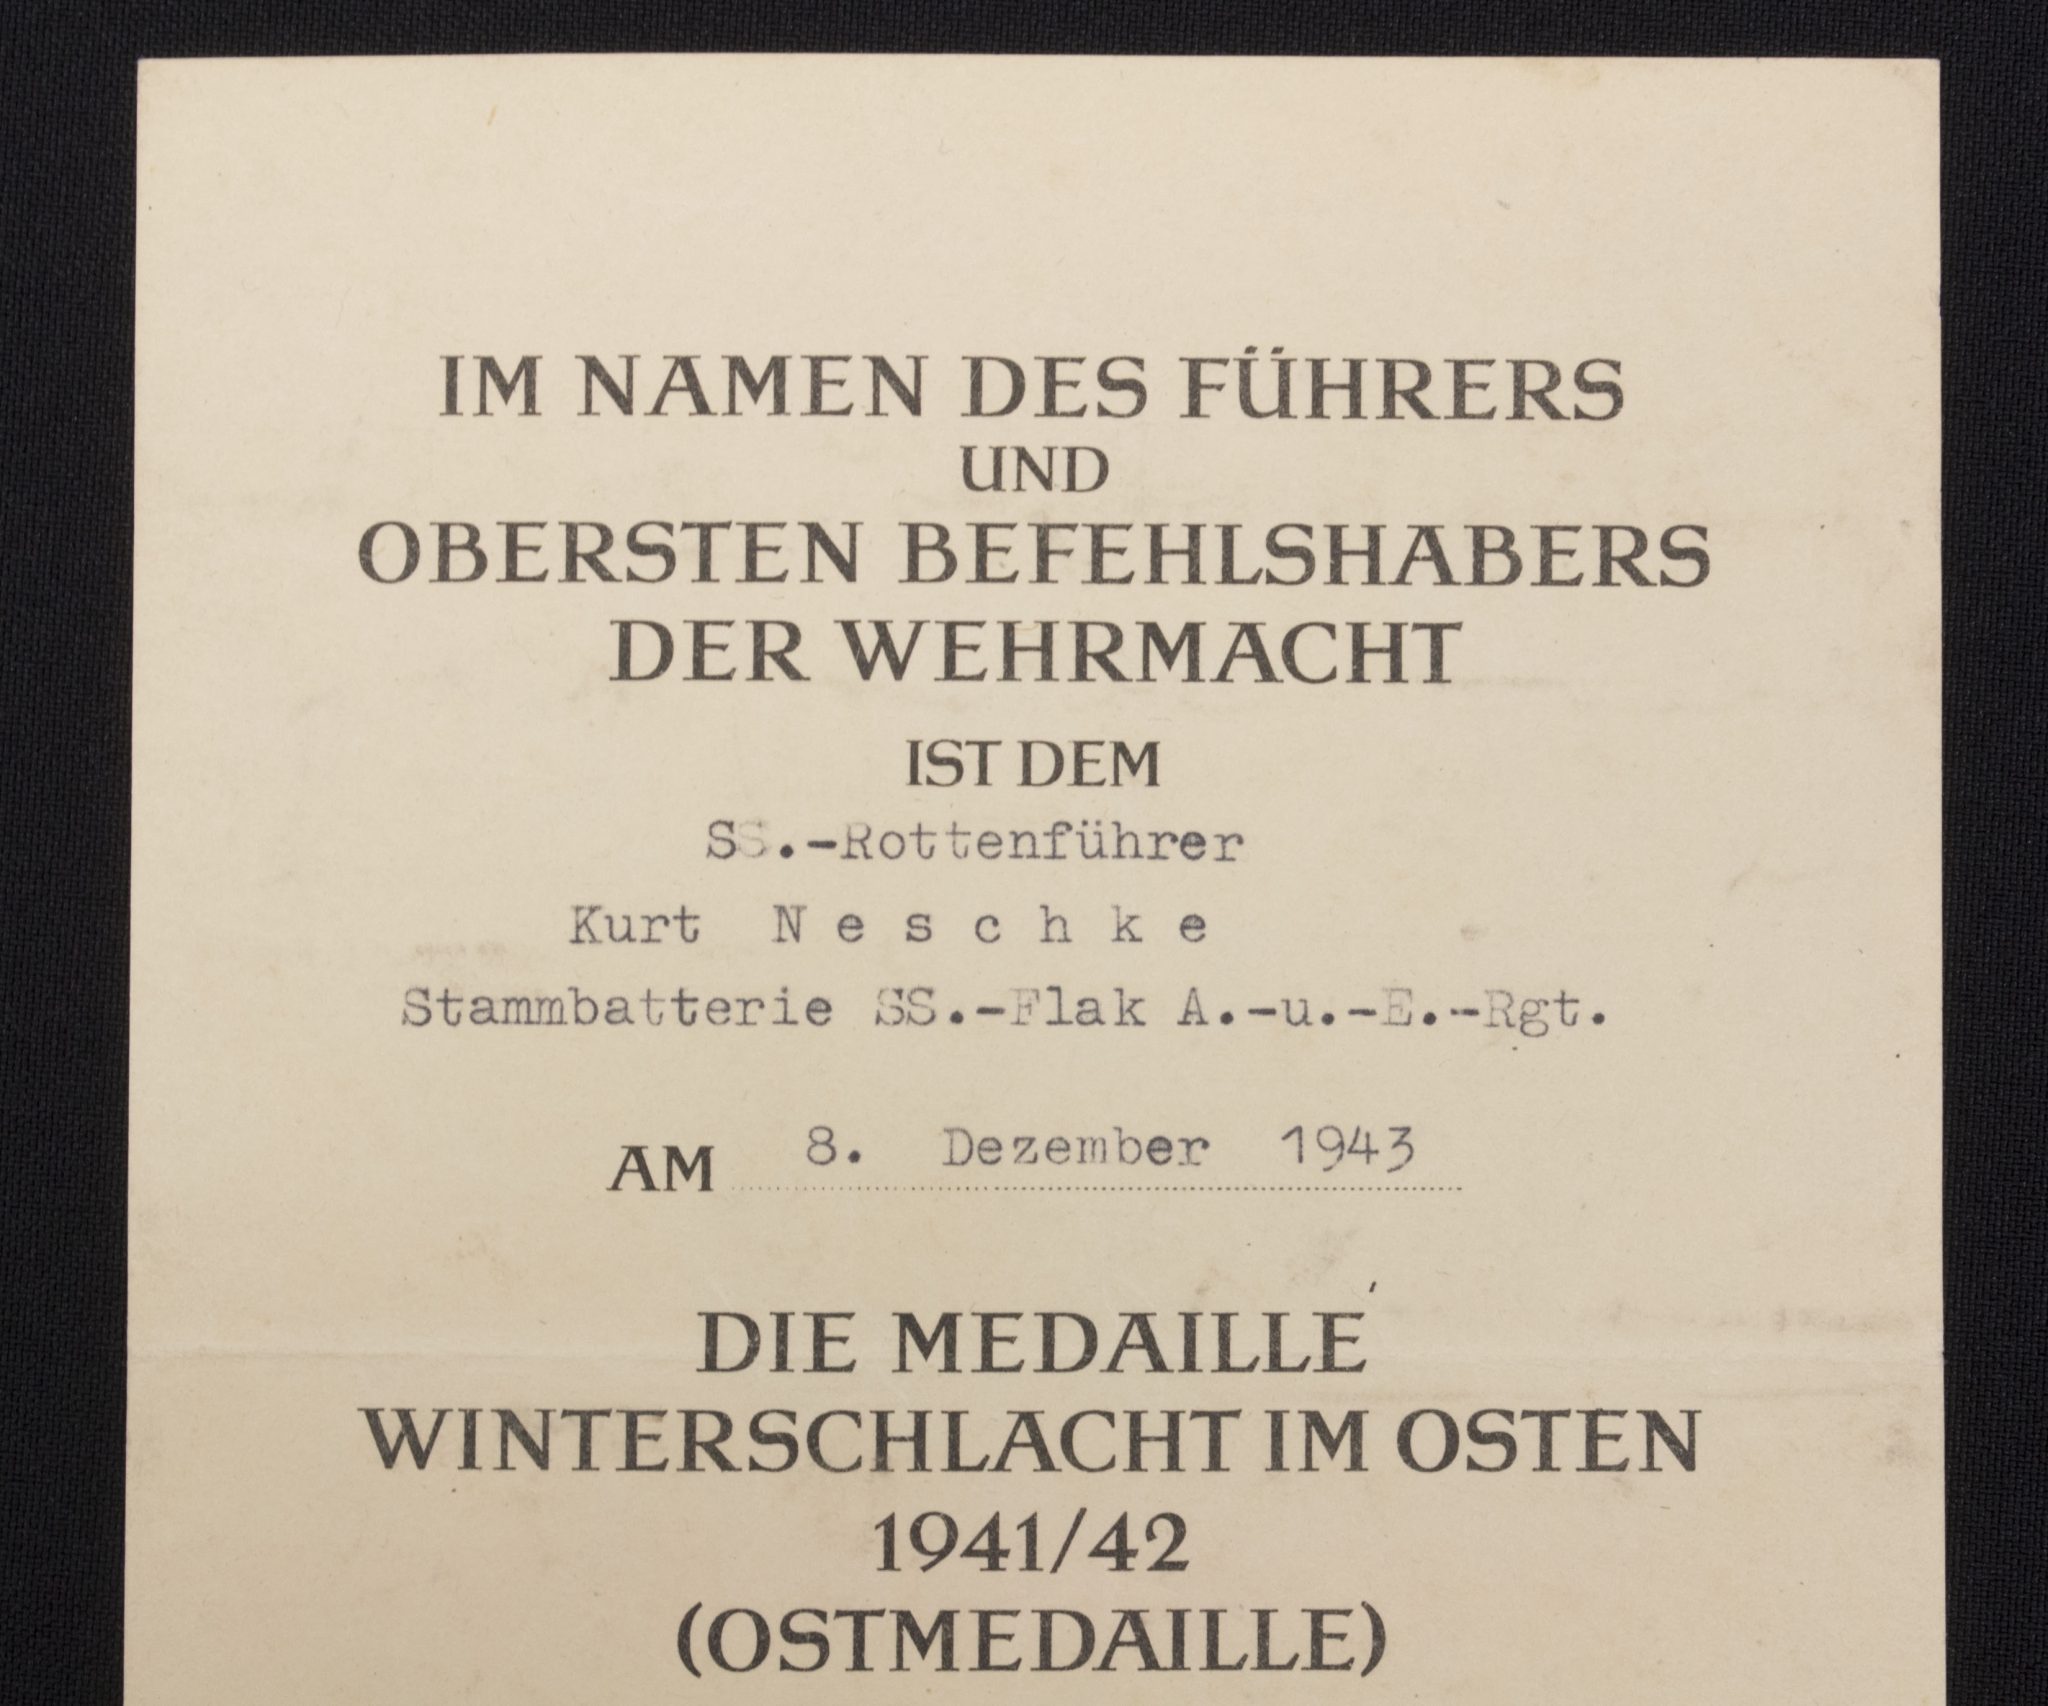 IM NAMEN DES FÜHRERS
UND
OBERSTEN BEFEHLSHABERS
DER WEHRMACHT
IST DEM
SS.-Rottenführer
Kurt N e s c h k e
Stammbatterie SS.-Flak A.-u.-E.-Rgt.
AM 8. Dezember 1943
DIE MEDAILLE
WINTERSCHLACHT IM OSTEN
1941/42
(OSTMEDAILLE)